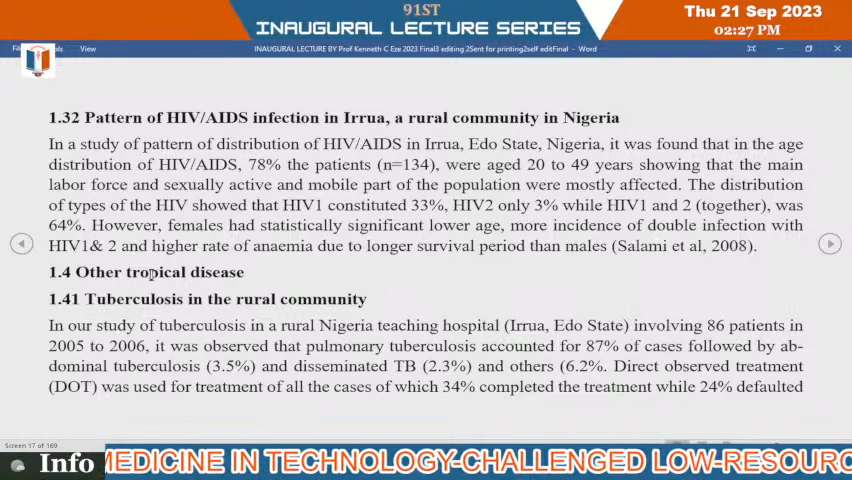 91ST
INAUGURAL LECTURE SERIES
Thu 21 Sep 2023
02:27 PM
View
INAUGURAL LECTURE BY Prof Kenneth C Eze 2023 Final3 editing 2Sent for printing2self editFinal - Word
1.32 Pattern of HIV/AIDS infection in Irrua, a rural community in Nigeria
In a study of pattern of distribution of HIV/AIDS in Irrua, Edo State, Nigeria, it was found that in the age
distribution of HIV/AIDS, 78% the patients (n=134), were aged 20 to 49 years showing that the main
labor force and sexually active and mobile part of the population were mostly affected. The distribution
of types of the HIV showed that HIV1 constituted 33%, HIV2 only 3% while HIV1 and 2 (together), was
64%. However, females had statistically significant lower age, more incidence of double infection with
HIV1& 2 and higher rate of anaemia due to longer survival period than males (Salami et al, 2008).
1.4 Other tropical disease
1.41 Tuberculosis in the rural community
In our study of tuberculosis in a rural Nigeria teaching hospital (Irrua, Edo State) involving 86 patients in
2005 to 2006, it was observed that pulmonary tuberculosis accounted for 87% of cases followed by ab-
dominal tuberculosis (3.5%) and disseminated TB (2.3%) and others (6.2%. Direct observed treatment
(DOT) was used for treatment of all the cases of which 34% completed the treatment while 24% defaulted
Screen 17 of 169
Info
MEDICINE IN TECHNOLOGY-CHALLENGED LOW-RESOURC